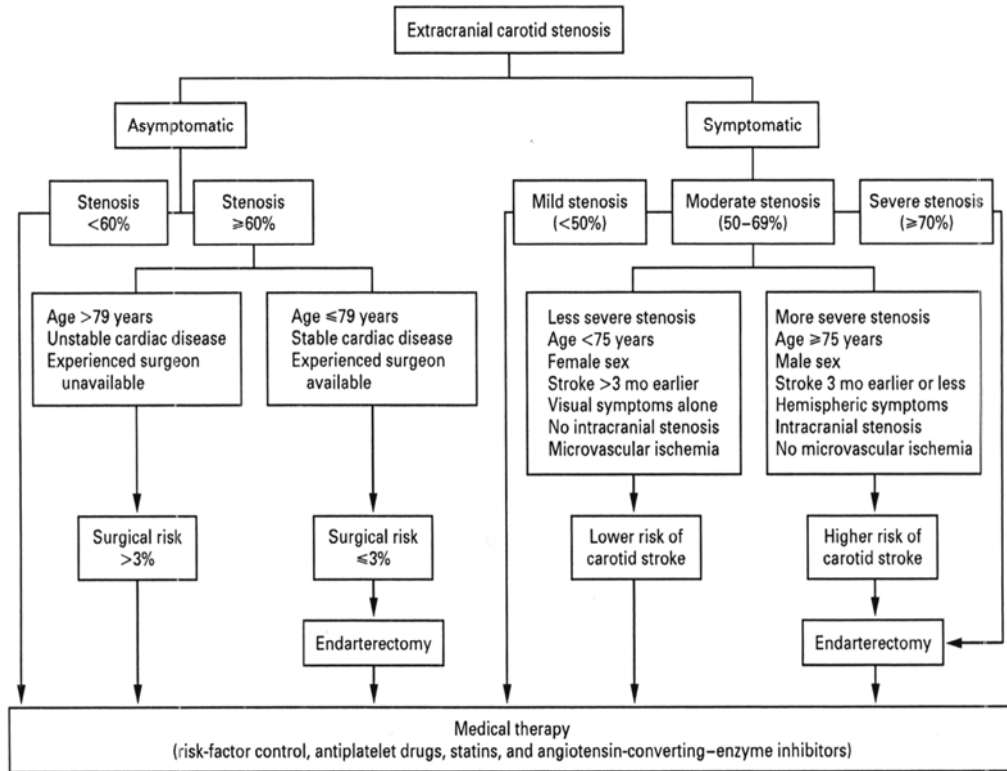 Extracranial carotid stenosis
Asymptomatic
Symptomatic
Stenosis
<60%
Stenosis
⩾60%
Mild stenosis
(<50%)
Moderate stenosis
(50–69%)
Severe stenosis
(⩾70%)
Age >79 years
Unstable cardiac disease
Experienced surgeon
unavailable
Age ⩽79 years
Stable cardiac disease
Experienced surgeon
available
Less severe stenosis
Age <75 years
Female sex
Stroke >3 mo earlier
Visual symptoms alone
No intracranial stenosis
Microvascular ischemia
More severe stenosis
Age ⩾75 years
Male sex
Stroke 3 mo earlier or less
Hemispheric symptoms
Intracranial stenosis
No microvascular ischemia
Surgical risk
>3%
Surgical risk
⩽3%
Lower risk of
carotid stroke
Higher risk of
carotid stroke
Endarterectomy
Endarterectomy
Medical therapy
(risk-factor control, antiplatelet drugs, statins, and angiotensin-converting–enzyme inhibitors)